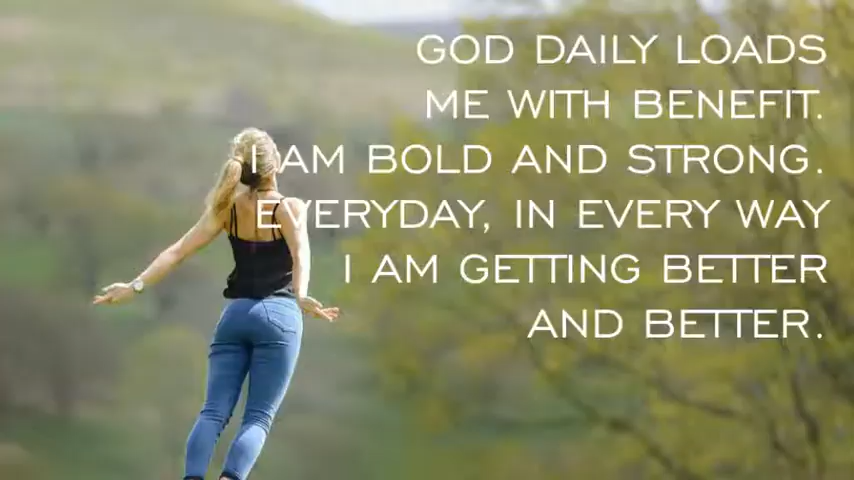 GOD DAILY LOADS
ME WITH BENEFIT.
I AM BOLD AND STRONG.
EVERYDAY, IN EVERY WAY
I AM GETTING BETTER
AND BETTER.